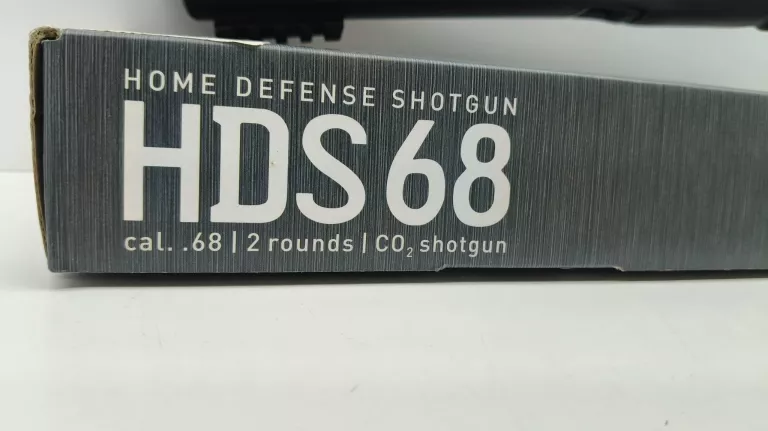 HOME DEFENSE SHOTGUN
HDS 68
cal. .68 | 2 rounds | CO₂ shotgun